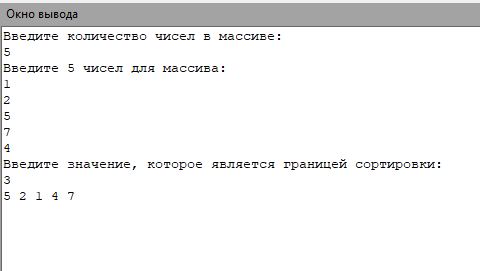 Окно вывода
Введите количество чисел в массиве:
5
Введите 5 чисел для массива:
1
2
5
7
4
Введите значение, которое является границей сортировки:
3
5 2 1 4 7